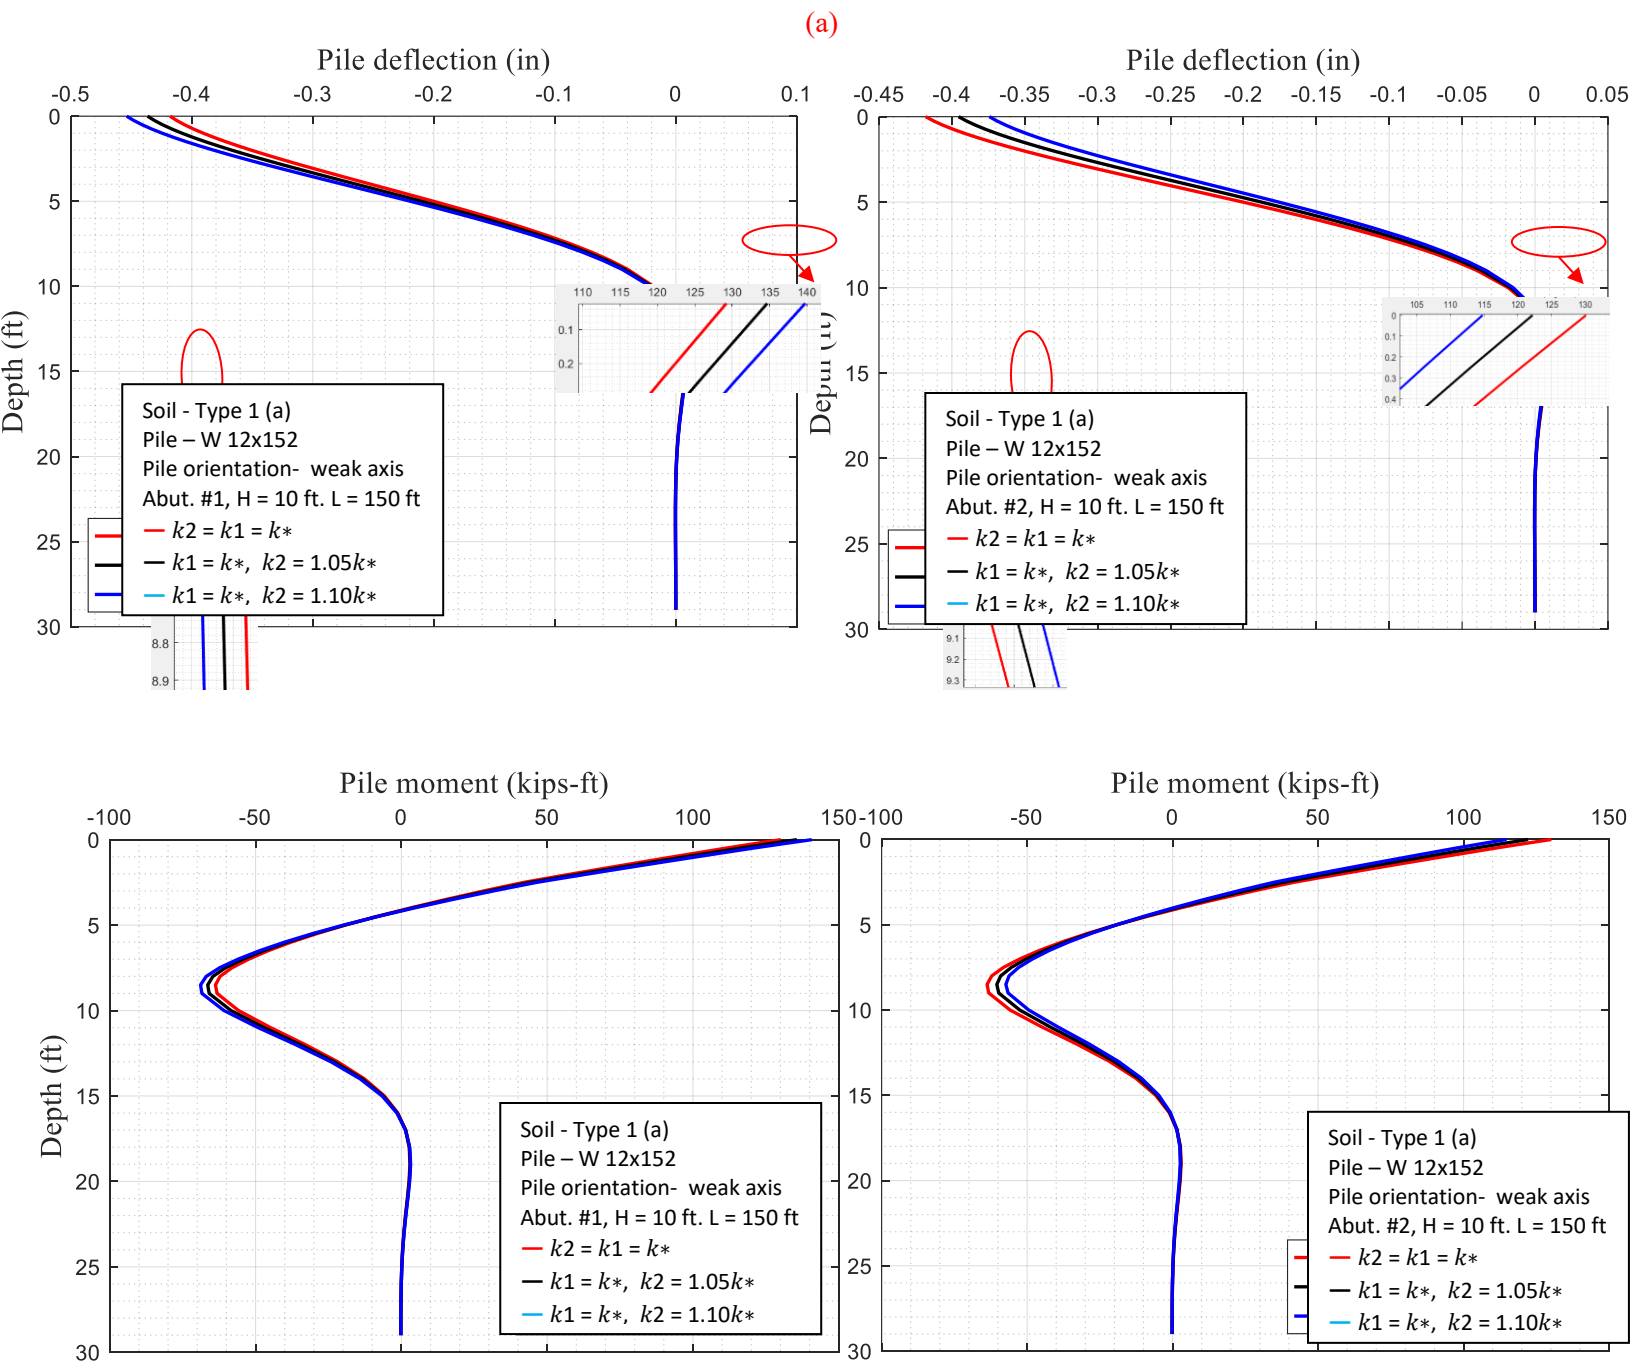 (a)
Pile deflection (in)
-0.5 -0.4 -0.3 -0.2 -0.1 0 0.1
0
5
10
15
20
25
30
Depth (ft)
110 115 120 125 130 135 140
0.1
0.2
Soil - Type 1 (a)
Pile – W 12x152
Pile orientation- weak axis
Abut. #1, H = 10 ft. L = 150 ft
k2 = k1 = k∗
k1 = k∗, k2 = 1.05k∗
k1 = k∗, k2 = 1.10k∗
8.8
8.9
Pile deflection (in)
-0.45 -0.4 -0.35 -0.3 -0.25 -0.2 -0.15 -0.1 -0.05 0 0.05
0
5
10
15
20
25
30
Depth (ft)
105 110 115 120 125 130
0
0.1
0.2
0.3
0.4
Soil - Type 1 (a)
Pile – W 12x152
Pile orientation- weak axis
Abut. #2, H = 10 ft. L = 150 ft
k2 = k1 = k∗
k1 = k∗, k2 = 1.05k∗
k1 = k∗, k2 = 1.10k∗
9.1
9.2
9.3
Pile moment (kips-ft)
-100 -50 0 50 100 150
0
5
10
15
20
25
30
Depth (ft)
Soil - Type 1 (a)
Pile – W 12x152
Pile orientation- weak axis
Abut. #1, H = 10 ft. L = 150 ft
k2 = k1 = k∗
k1 = k∗, k2 = 1.05k∗
k1 = k∗, k2 = 1.10k∗
Pile moment (kips-ft)
-100 -50 0 50 100 150
0
5
10
15
20
25
30
Soil - Type 1 (a)
Pile – W 12x152
Pile orientation- weak axis
Abut. #2, H = 10 ft. L = 150 ft
k2 = k1 = k∗
k1 = k∗, k2 = 1.05k∗
k1 = k∗, k2 = 1.10k∗